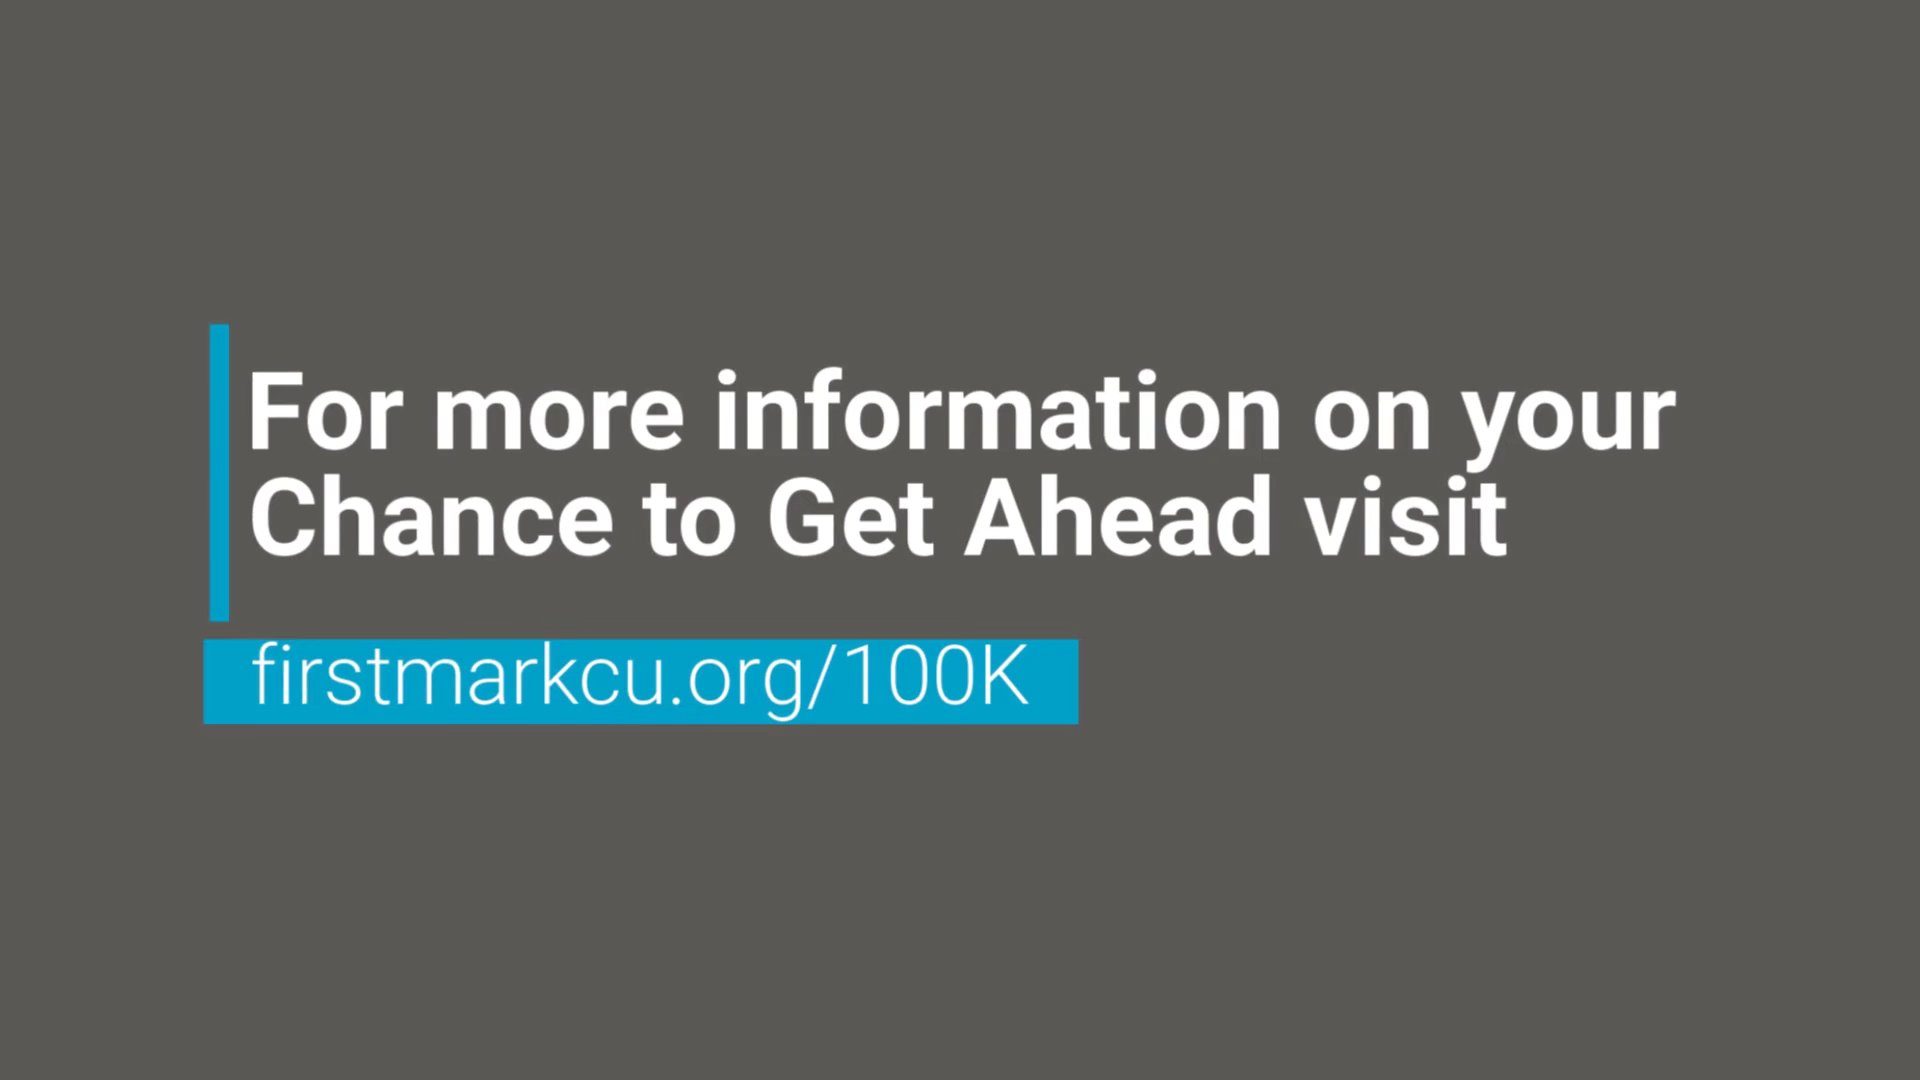 For more information on your
Chance to Get Ahead visit
firstmarkcu.org/100K